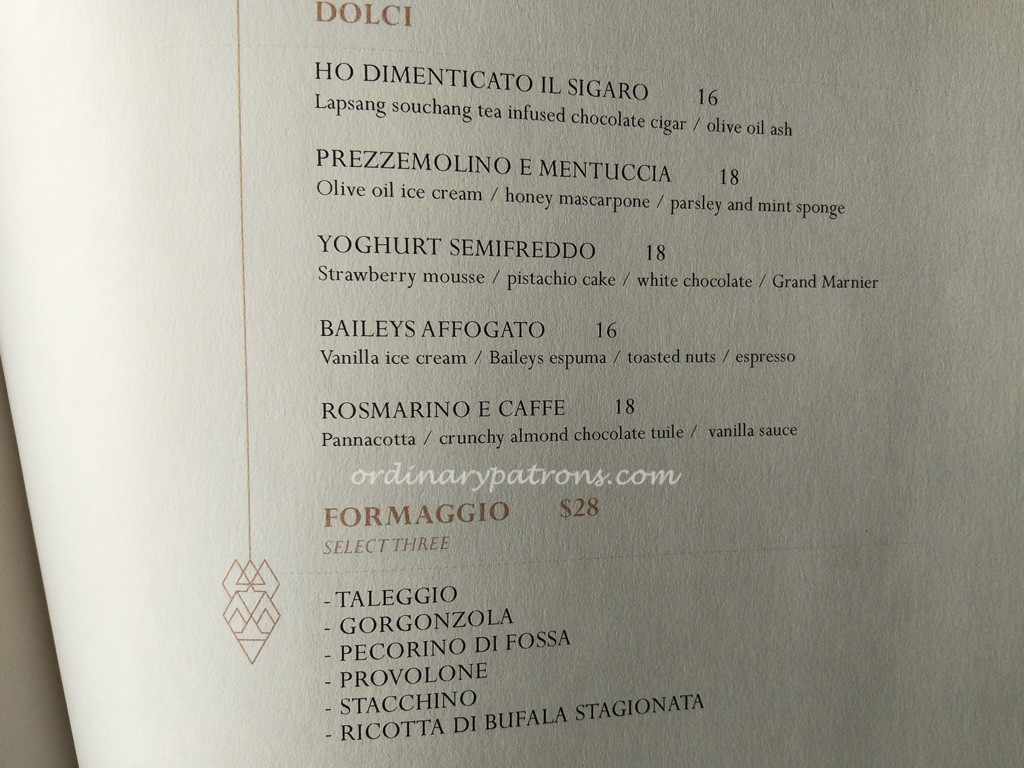 DOLCI
HO DIMENTICATO IL SIGARO 16
Lapsang souchang tea infused chocolate cigar / olive oil ash
PREZZEMOLINO E MENTUCCIA 18
Olive oil ice cream / honey mascarpone / parsley and mint sponge
YOGHURT SEMIFREDDO 18
Strawberry mousse / pistachio cake / white chocolate / Grand Marnier
BAILEYS AFFOGATO 16
Vanilla ice cream / Baileys espuma / toasted nuts / espresso
ROSMARINO E CAFFE 18
Pannacotta / crunchy almond chocolate tuile / vanilla sauce
ordinarypatrons.com
FORMAGGIO $28
SELECT THREE
- TALEGGIO
- GORGONZOLA
- PECORINO DI FOSSA
- PROVOLONE
- STACCHINO
- RICOTTA DI BUFALA STAGIONATA